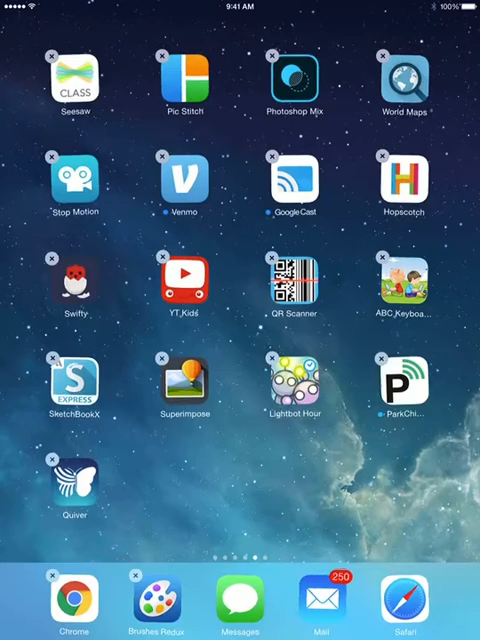 9:41 AM
100%
CLASS
Seesaw
Pic Stitch
Photoshop Mix
World Maps
Stop Motion
Venmo
Google Cast
Hopscotch
Swifty
YT Kids
QR Scanner
ABC Keyboa...
S
EXPRESS
SketchBookX
Superimpose
Lightbot Hour
P
ParkChi...
Quiver
250
Chrome
Brushes Redux
Messages
Mail
Safari